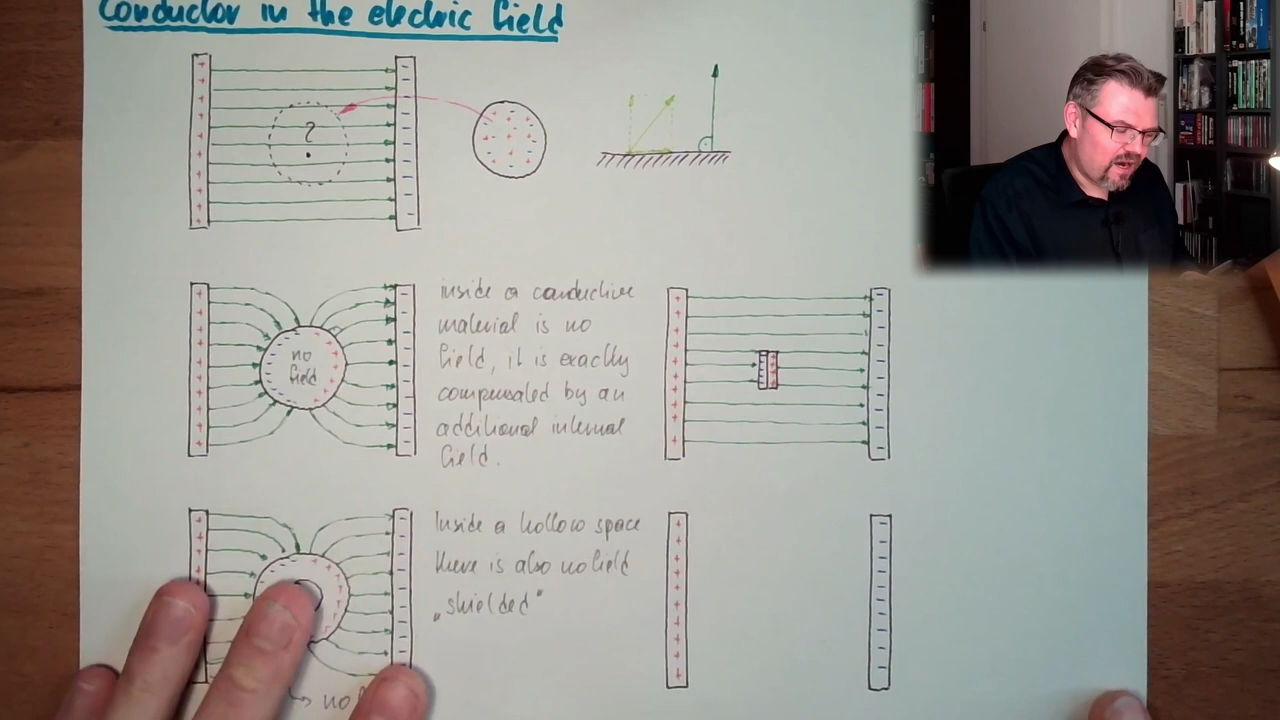 Conductor in the electric field
?
no
field
inside a conductive
material is no
field, it is exactly
compensated by an
additional internal
field.
Inside a hollow space
there is also no field
„shielded"
no